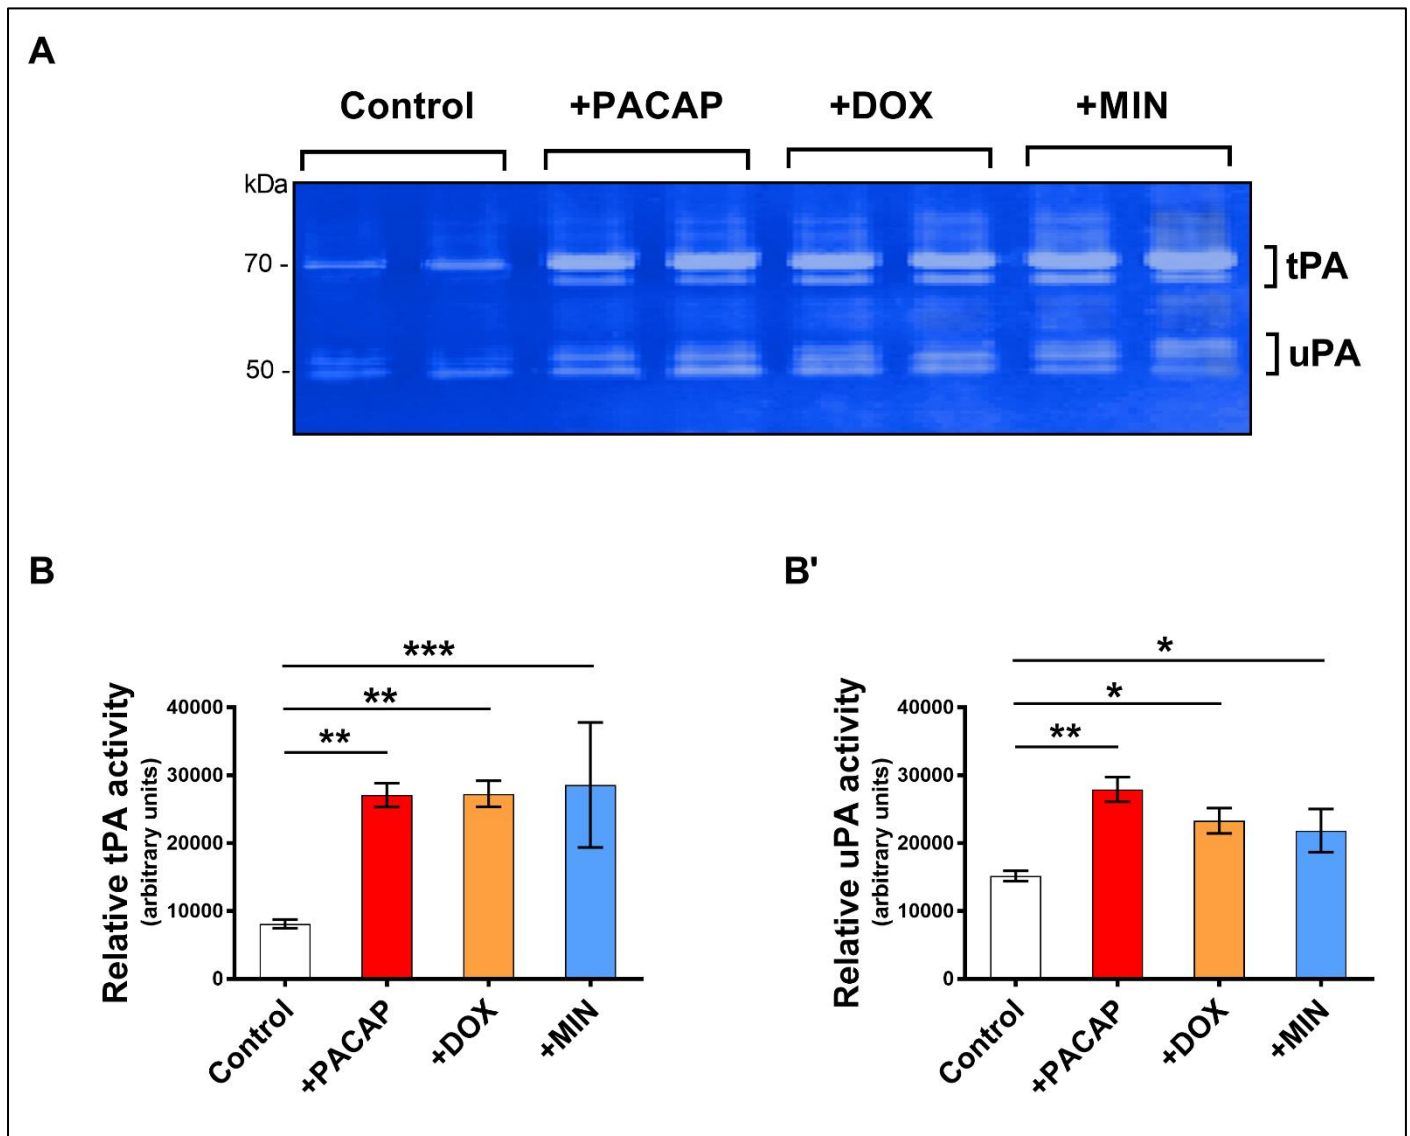 A
Control +PACAP +DOX +MIN
kDa
70 -
tPA
uPA
50 -
B
B'
***
**
**
Relative tPA activity
(arbitrary units)
40000
30000
20000
10000
0
Control
+PACAP
+DOX
+MIN
*
*
**
Relative uPA activity
(arbitrary units)
40000
30000
20000
10000
0
Control
+PACAP
+DOX
+MIN